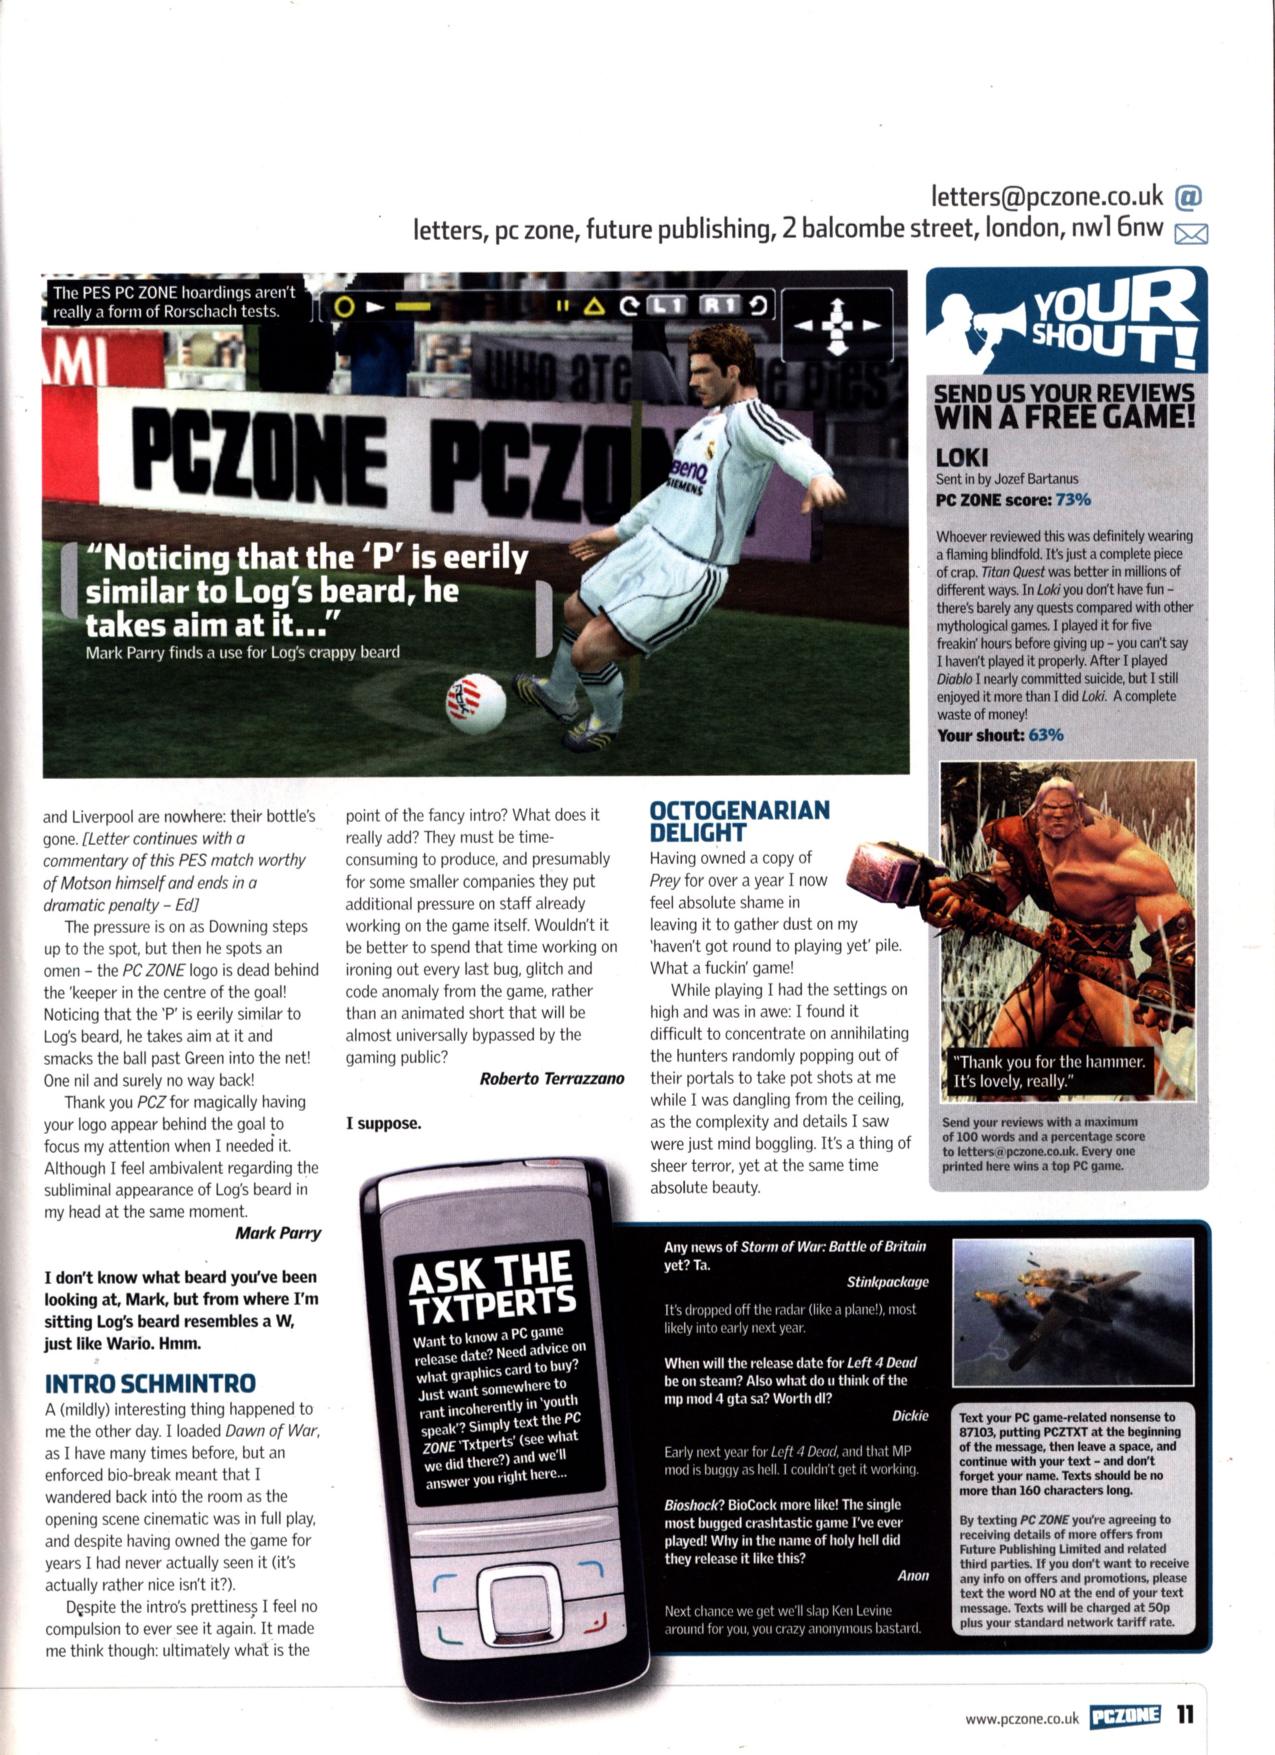 letters@pczone.co.uk @
letters, pc zone, future publishing, 2 balcombe street, london, nw1 6nw
The PES PC ZONE hoardings aren't
really a form of Rorschach tests.
L1 R1
AMI
WHO ATE
THE PIES?
PCZONE PCZON
BenQ
SIEMENS
"Noticing that the 'P' is eerily
similar to Log's beard, he
takes aim at it..."
Mark Parry finds a use for Log's crappy beard
and Liverpool are nowhere: their bottle's
gone. [Letter continues with a
commentary of this PES match worthy
of Motson himself and ends in a
dramatic penalty – Ed]
The pressure is on as Downing steps
up to the spot, but then he spots an
omen – the PC ZONE logo is dead behind
the 'keeper in the centre of the goal!
Noticing that the 'P' is eerily similar to
Log's beard, he takes aim at it and
smacks the ball past Green into the net!
One nil and surely no way back!
Thank you PCZ for magically having
your logo appear behind the goal to
focus my attention when I needed it.
Although I feel ambivalent regarding the
subliminal appearance of Log's beard in
my head at the same moment.
Mark Parry
I don't know what beard you've been
looking at, Mark, but from where I'm
sitting Log's beard resembles a W,
just like Wario. Hmm.
INTRO SCHMINTRO
A (mildly) interesting thing happened to
me the other day. I loaded Dawn of War,
as I have many times before, but an
enforced bio-break meant that I
wandered back into the room as the
opening scene cinematic was in full play,
and despite having owned the game for
years I had never actually seen it (it's
actually rather nice isn't it?).
Despite the intro's prettiness I feel no
compulsion to ever see it again. It made
me think though: ultimately what is the
point of the fancy intro? What does it
really add? They must be time-
consuming to produce, and presumably
for some smaller companies they put
additional pressure on staff already
working on the game itself. Wouldn't it
be better to spend that time working on
ironing out every last bug, glitch and
code anomaly from the game, rather
than an animated short that will be
almost universally bypassed by the
gaming public?
Roberto Terrazzano
I suppose.
OCTOGENARIAN
DELIGHT
Having owned a copy of
Prey for over a year I now
feel absolute shame in
leaving it to gather dust on my
'haven't got round to playing yet' pile.
What a fuckin' game!
While playing I had the settings on
high and was in awe: I found it
difficult to concentrate on annihilating
the hunters randomly popping out of
their portals to take pot shots at me
while I was dangling from the ceiling,
as the complexity and details I saw
were just mind boggling. It's a thing of
sheer terror, yet at the same time
absolute beauty.
YOUR
SHOUT!
SEND US YOUR REVIEWS
WIN A FREE GAME!
LOKI
Sent in by Jozef Bartanus
PC ZONE score: 73%
Whoever reviewed this was definitely wearing
a flaming blindfold. It's just a complete piece
of crap. Titan Quest was better in millions of
different ways. In Loki you don't have fun –
there's barely any quests compared with other
mythological games. I played it for five
freakin' hours before giving up – you can't say
I haven't played it properly. After I played
Diablo I nearly committed suicide, but I still
enjoyed it more than I did Loki. A complete
waste of money!
Your shout: 63%
"Thank you for the hammer.
It's lovely, really."
Send your reviews with a maximum
of 100 words and a percentage score
to letters@pczone.co.uk. Every one
printed here wins a top PC game.
ASK THE
TXTPERTS
Want to know a PC game
release date? Need advice on
what graphics card to buy?
Just want somewhere to
rant incoherently in 'youth
speak'? Simply text the PC
ZONE 'Txtperts' (see what
we did there?) and we'll
answer you right here...
Any news of Storm of War: Battle of Britain
yet? Ta.
Stinkpackage
It's dropped off the radar (like a plane!), most
likely into early next year.
When will the release date for Left 4 Dead
be on steam? Also what do u think of the
mp mod 4 gta sa? Worth dl?
Dickie
Early next year for Left 4 Dead, and that MP
mod is buggy as hell. I couldn't get it working.
Bioshock? BioCock more like! The single
most bugged crashtastic game I've ever
played! Why in the name of holy hell did
they release it like this?
Anon
Next chance we get we'll slap Ken Levine
around for you, you crazy anonymous bastard.
Text your PC game-related nonsense to
87103, putting PCZTXT at the beginning
of the message, then leave a space, and
continue with your text – and don't
forget your name. Texts should be no
more than 160 characters long.
By texting PC ZONE you're agreeing to
receiving details of more offers from
Future Publishing Limited and related
third parties. If you don't want to receive
any info on offers and promotions, please
text the word NO at the end of your text
message. Texts will be charged at 50p
plus your standard network tariff rate.
www.pczone.co.uk PCZONE 11